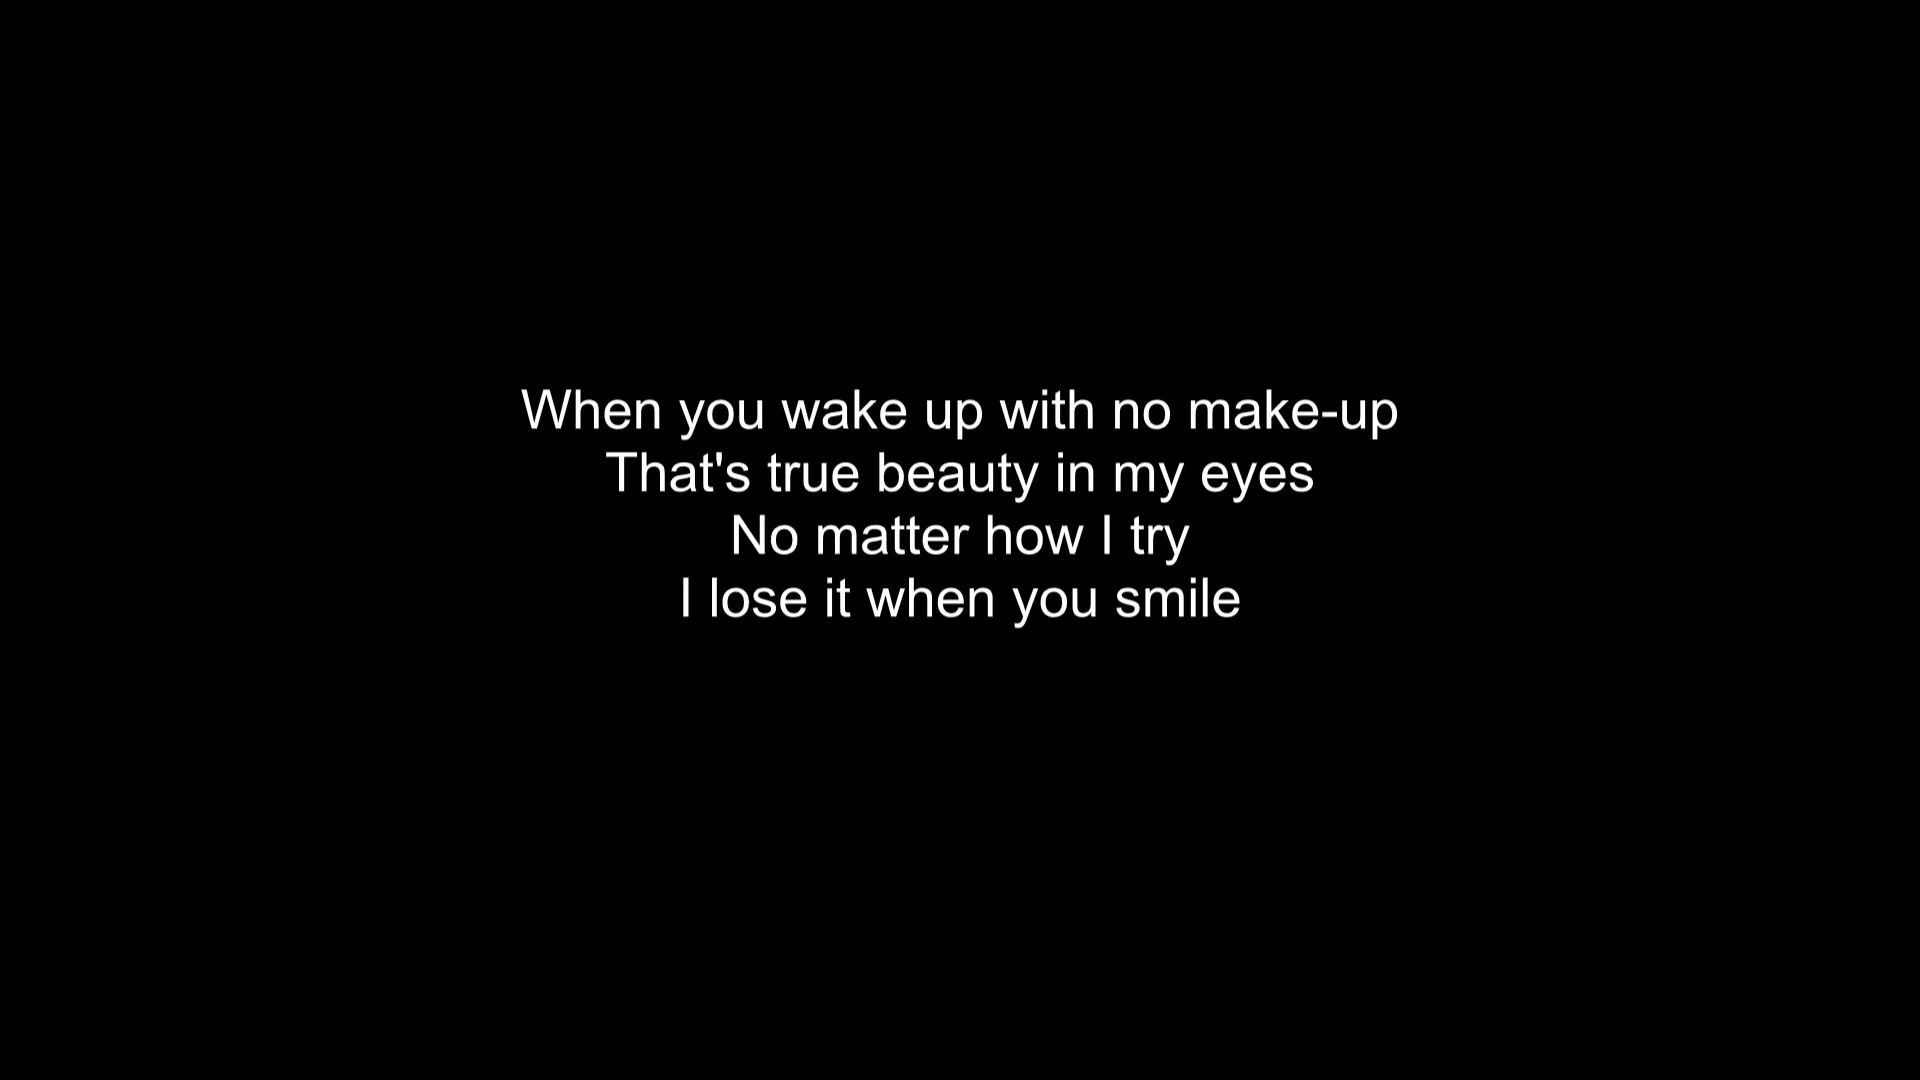 When you wake up with no make-up
That's true beauty in my eyes
No matter how I try
I lose it when you smile